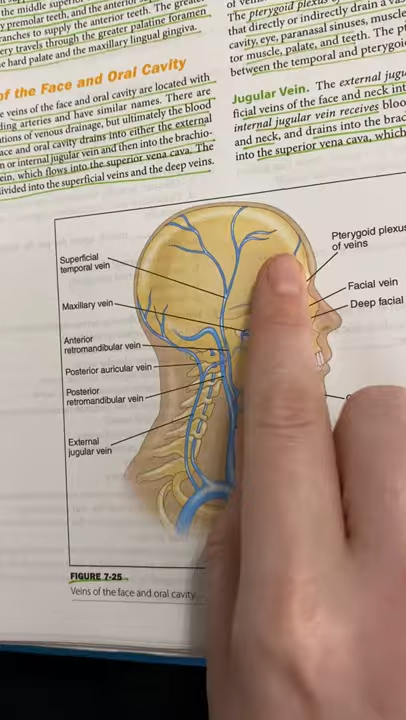 the middle superior
y premolar teeth, and the anterior
ranches to supply the anterior teeth. The greater
ery travels through the greater palatine foramen
he hard palate and the maxillary lingual gingiva.
of the Face and Oral Cavity
e veins of the face and oral cavity are located with
ding arteries and have similar names. There are
ations of venous drainage, but ultimately the blood
ace and oral cavity drains into either the external
n or internal jugular vein and then into the brachio-
ein, which flows into the superior vena cava. The
ivided into the superficial veins and the deep veins.
The pterygoid plexus
that directly or indirectly drain a
cavity, eye, paranasal sinuses, muscle
tor muscle, palate, and teeth. The
between the temporal and pterygoi
Jugular Vein. The external jugu
ficial veins of the face and neck int
internal jugular vein receives bloo
and neck, and drains into the brac
into the superior vena cava, which
Superficial
temporal vein
Maxillary vein
Anterior
retromandibular vein
Posterior auricular vein
Posterior
retromandibular vein
External
jugular vein
Pterygoid plexus
of veins
Facial vein
Deep facial
FIGURE 7-25
Veins of the face and oral cavity